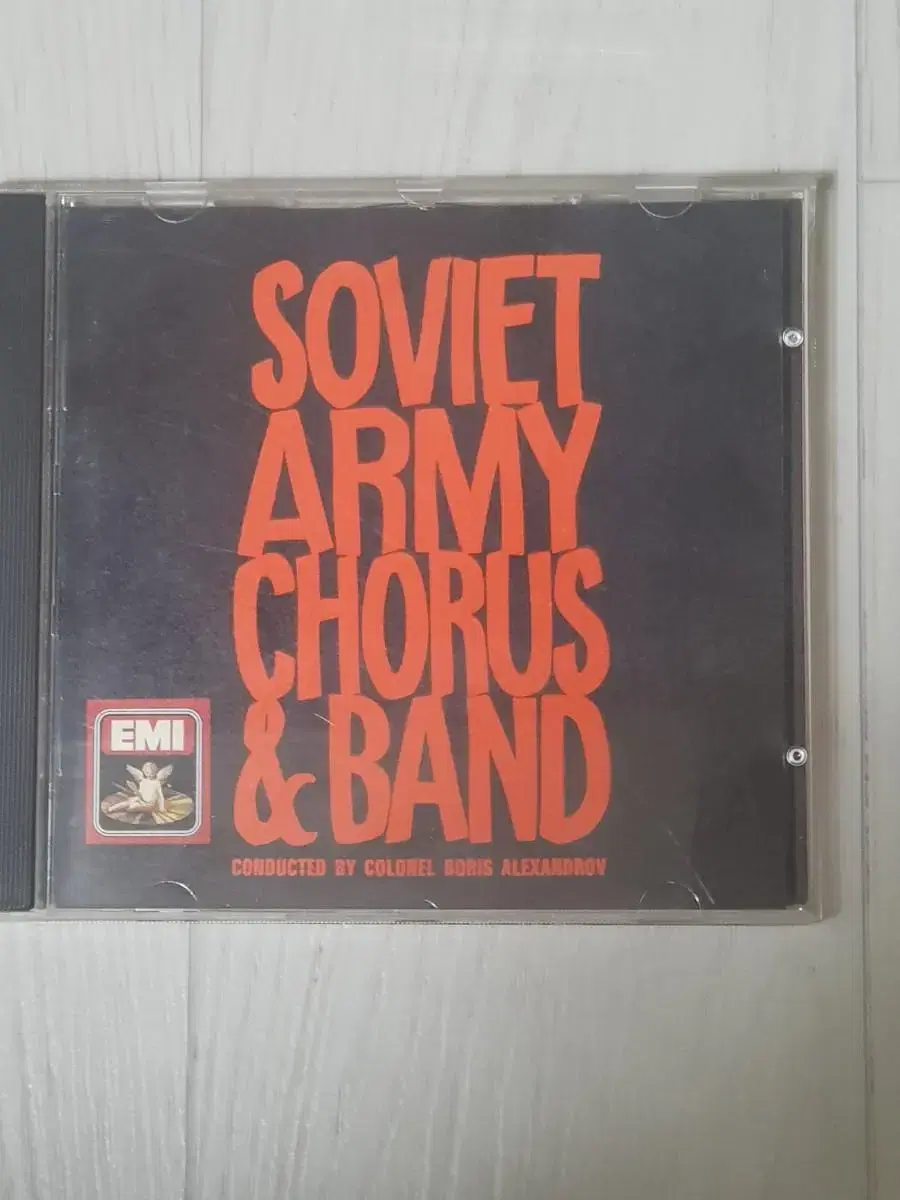 SOVIET
ARMY
CHORUS
& BAND
EMI
CONDUCTED BY COLONEL BORIS ALEXANDROV